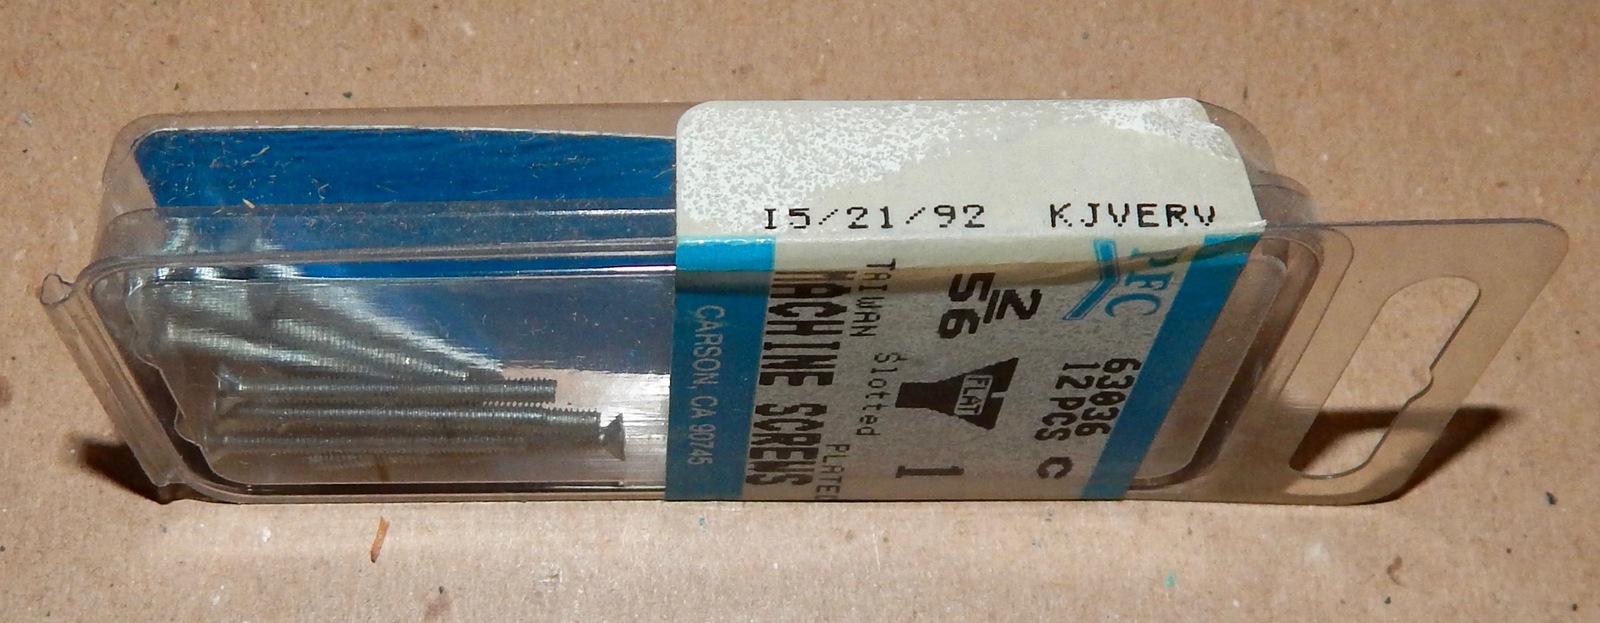 I5/21/92 KJVERV
63036
12PCS C
2
56
FLAT
1
Slotted
TAIWAN
PLATED
MACHINE SCREWS
CARSON, CA 90745